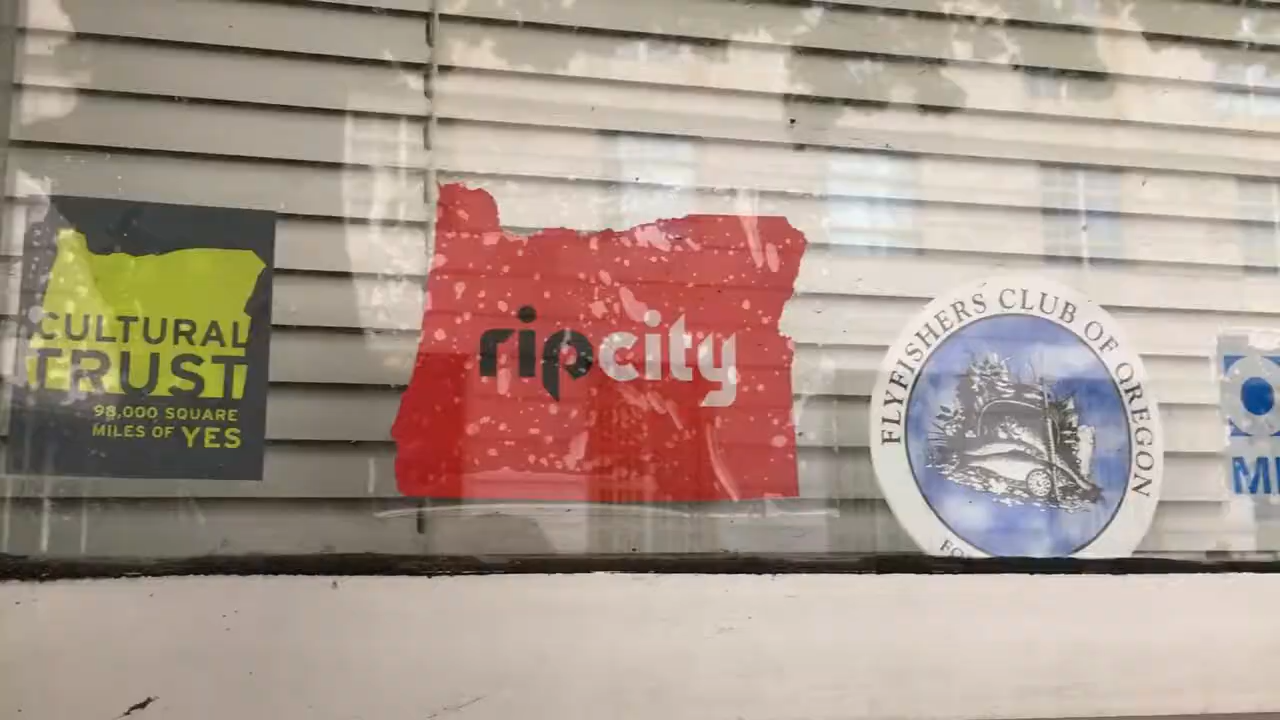 CULTURAL
TRUST
98,000 SQUARE
MILES OF YES
ripcity
FLYFISHERS CLUB OF OREGON